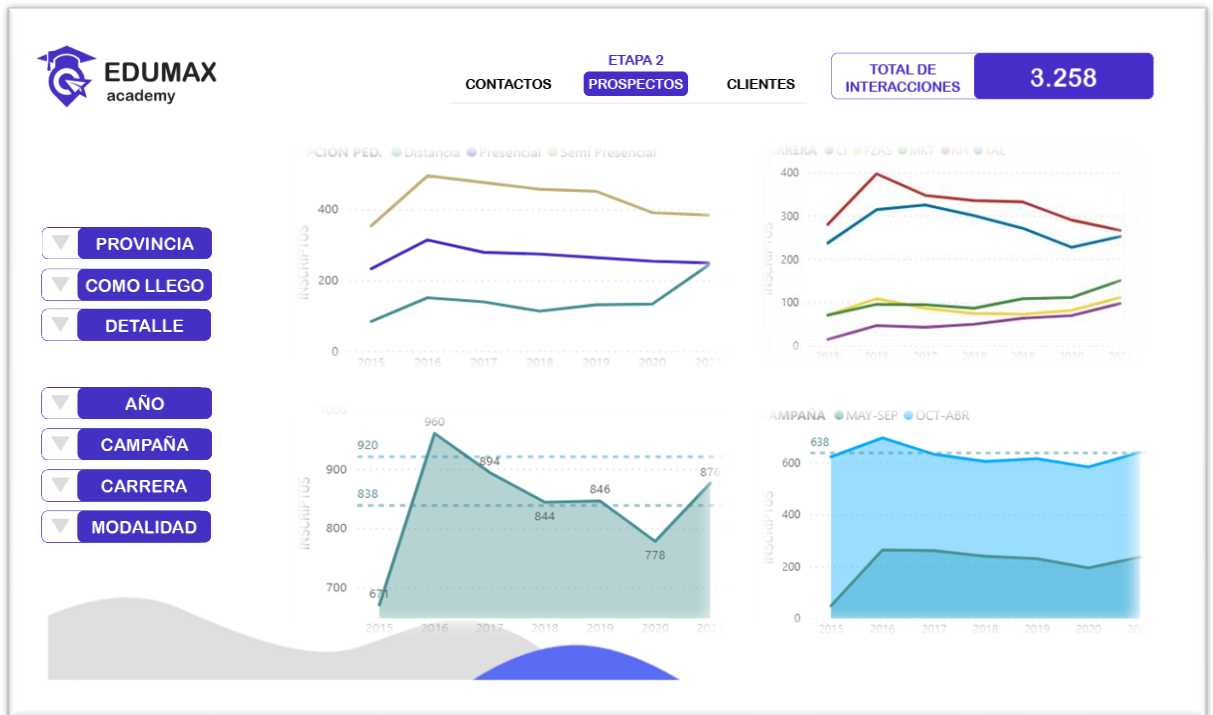 EDUMAX
academy
CONTACTOS
ETAPA 2
PROSPECTOS
CLIENTES
TOTAL DE
INTERACCIONES
3.258
PROVINCIA
COMO LLEGO
DETALLE
AÑO
CAMPAÑA
CARRERA
MODALIDAD
PED. Distancia Presencial Semi Presencial
INSCRIPTOS
400
200
0
2015 2016 2017 2018 2019 2020
CI FZAS MKT RH
INSCRIPTOS
400
300
200
100
0
2015 2016 2017 2018 2019 2020
INSCRIPTOS
1000
900
800
700
920
838
671
960
894
844
846
778
876
2015 2016 2017 2018 2019 2020
MAY-SEP OCT-ABR
INSCRIPTOS
638
600
400
200
0
2015 2016 2017 2018 2019 2020